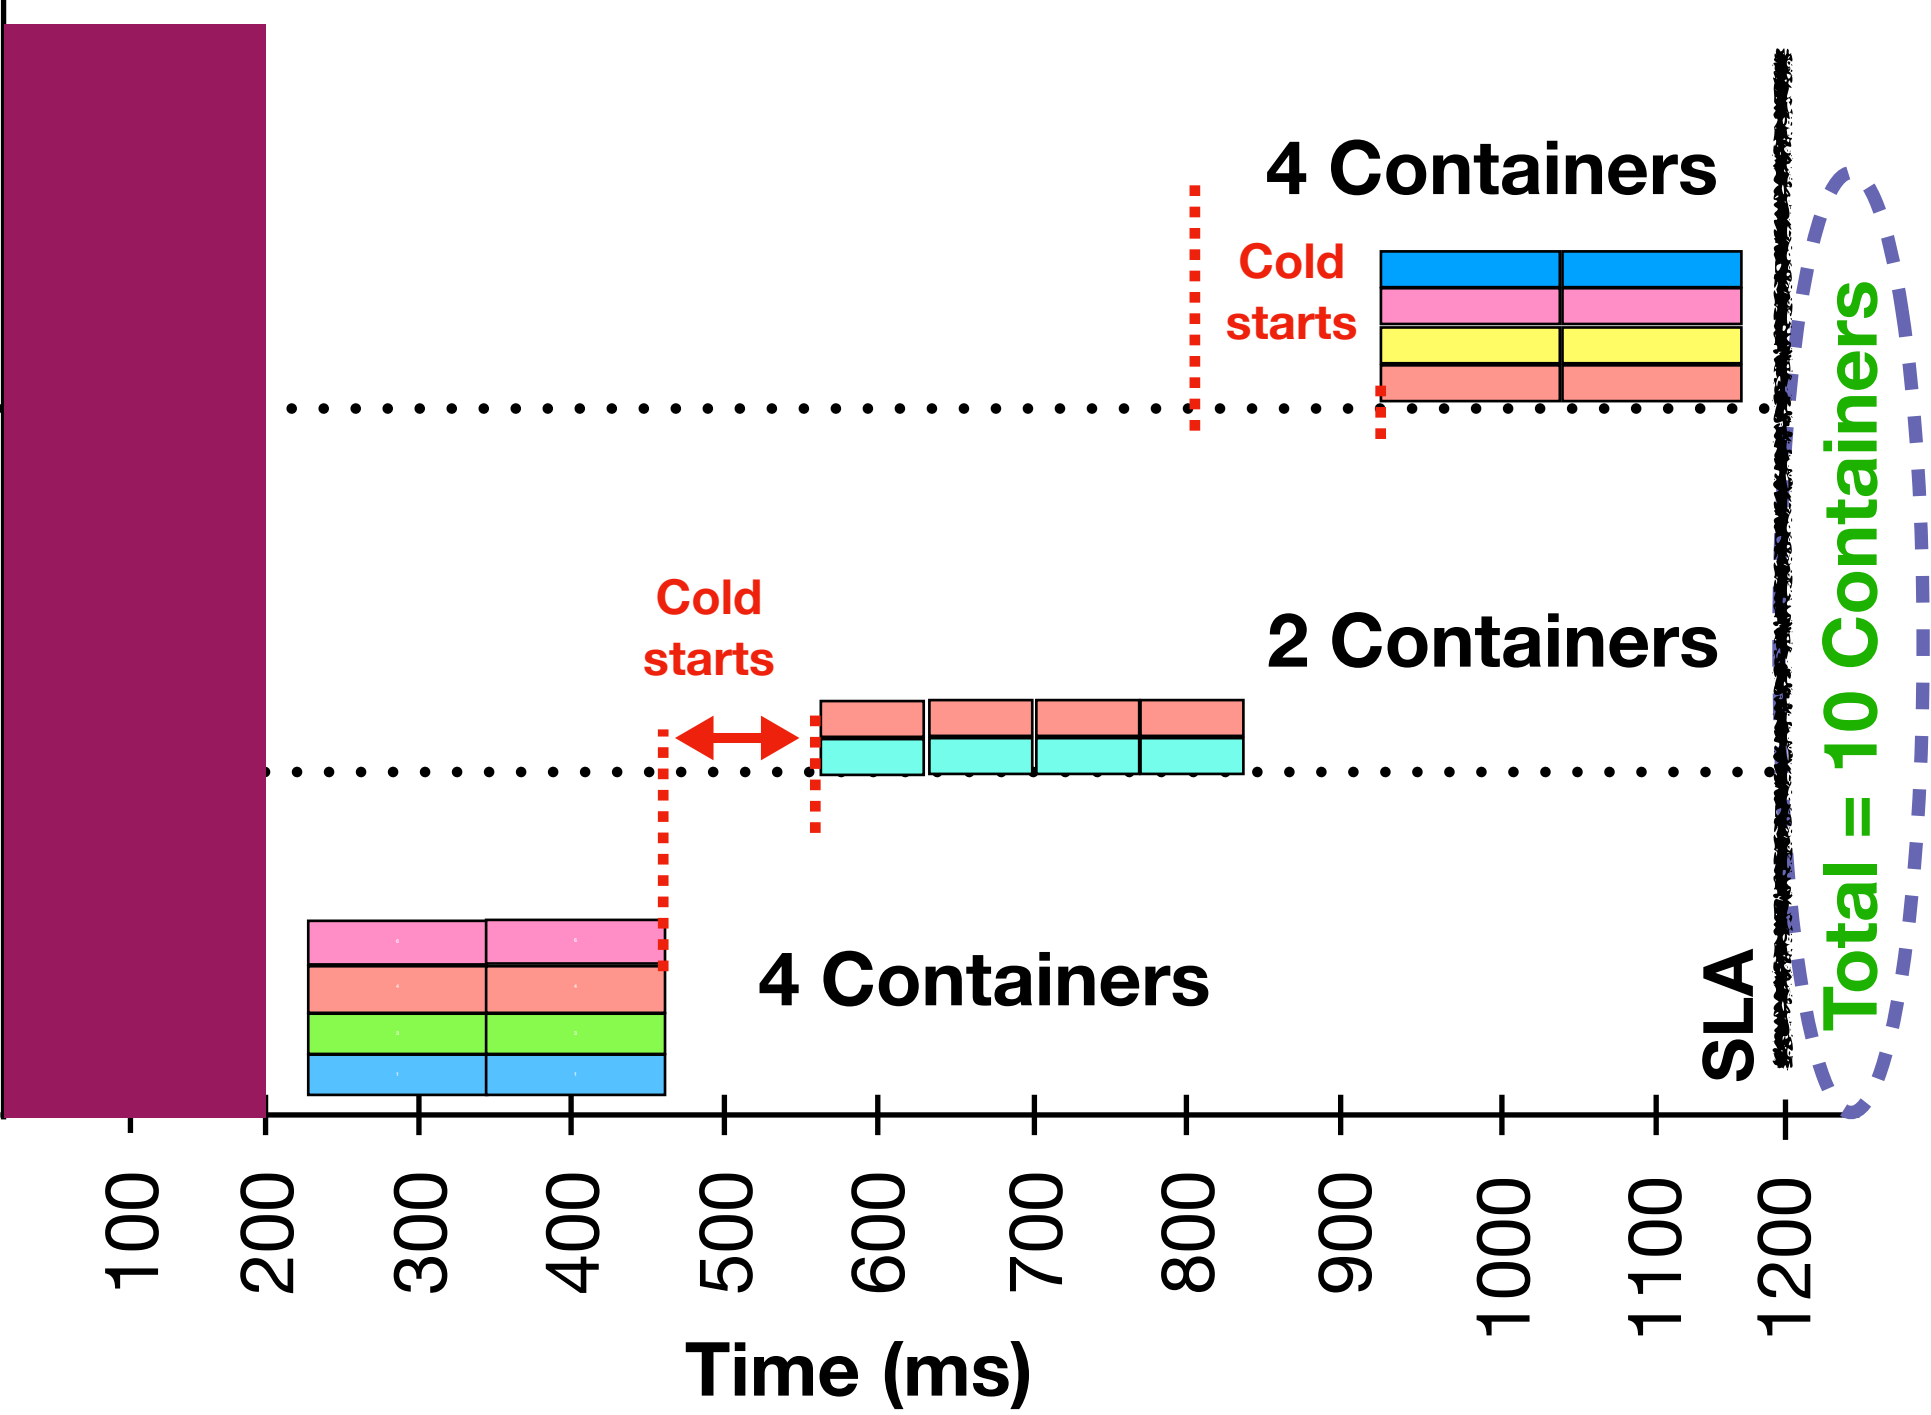 4 Containers
Cold
starts
Cold
starts
2 Containers
4 Containers
SLA
Total = 10 Containers
100
200
300
400
500
600
700
800
900
1000
1100
1200
Time (ms)